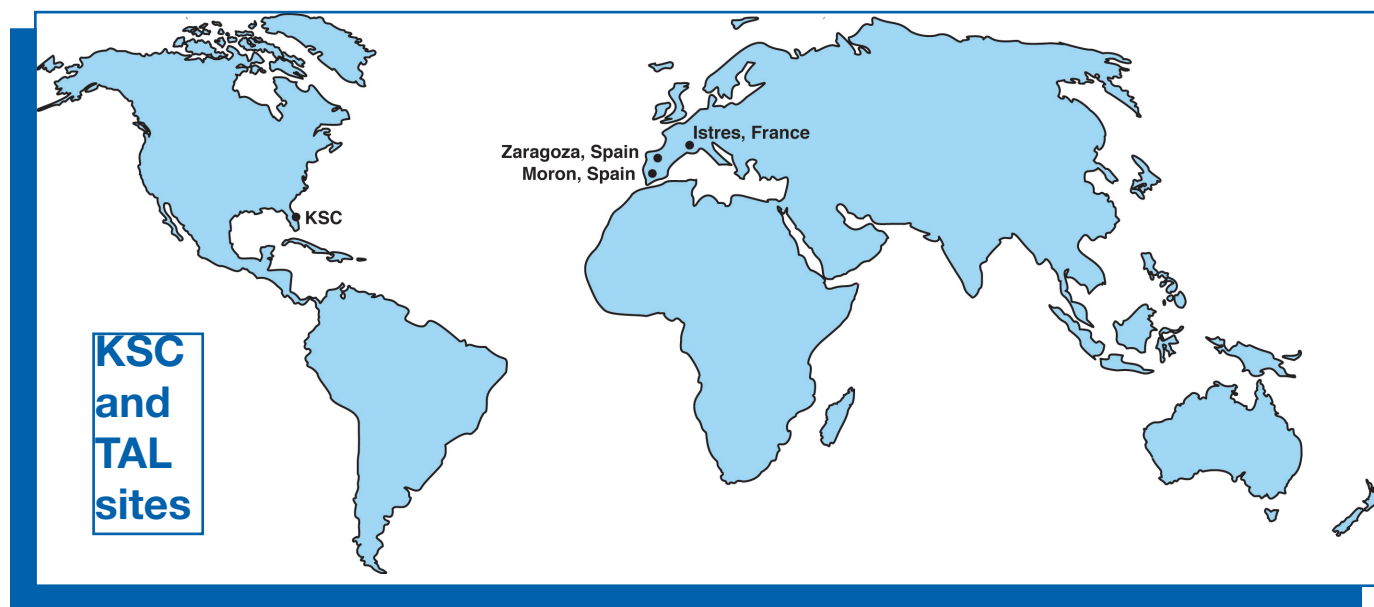 Istres, France
Zaragoza, Spain
Moron, Spain
KSC
KSC
and
TAL
sites